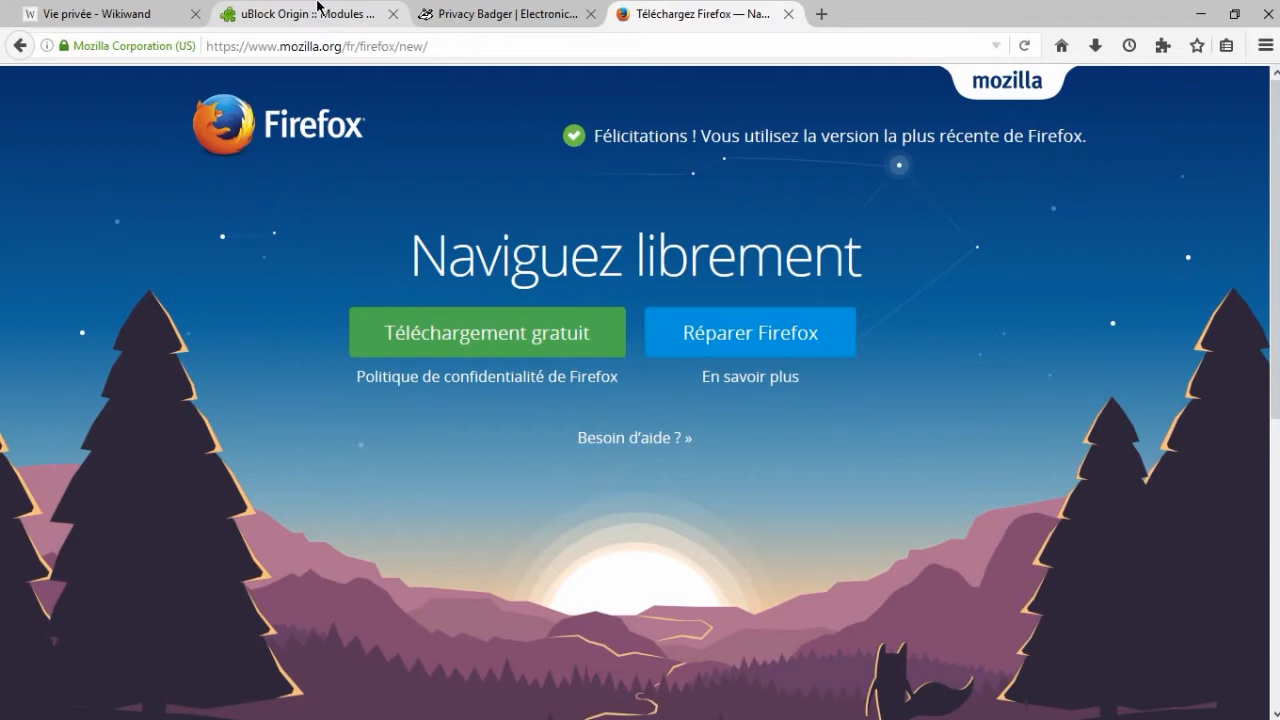 Vie privée - Wikiwand
uBlock Origin :: Modules ...
Privacy Badger | Electronic...
Téléchargez Firefox — Na...
Mozilla Corporation (US)
https://www.mozilla.org/fr/firefox/new/
mozilla
Firefox
Félicitations ! Vous utilisez la version la plus récente de Firefox.
Naviguez librement
Téléchargement gratuit
Réparer Firefox
Politique de confidentialité de Firefox
En savoir plus
Besoin d’aide ? »